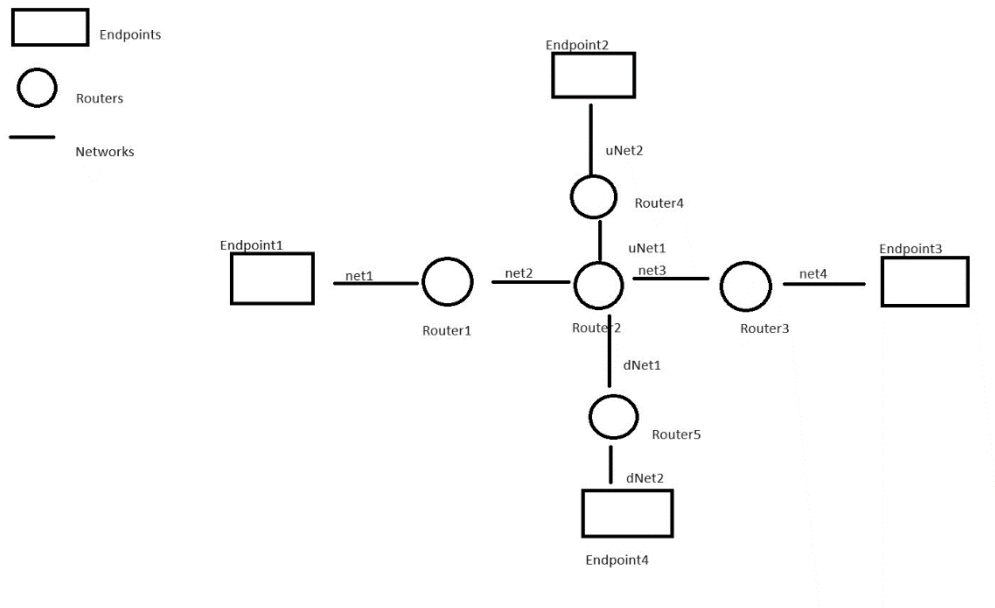 Endpoints
Routers
Networks
Endpoint2
uNet2
Router4
uNet1
Endpoint1
net1
Router1
net2
Router2
net3
Router3
net4
Endpoint3
dNet1
Router5
dNet2
Endpoint4